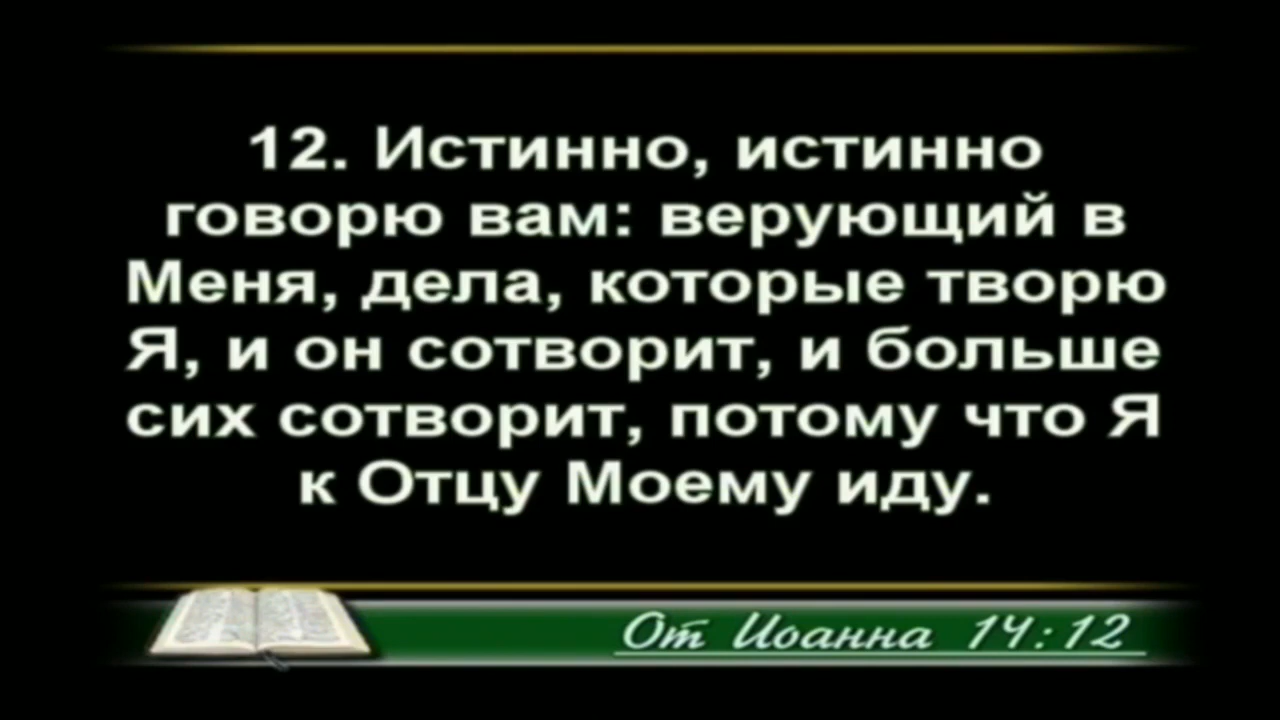 12. Истинно, истинно
говорю вам: верующий в
Меня, дела, которые творю
Я, и он сотворит, и больше
сих сотворит, потому что Я
к Отцу Моему иду.
От Иоанна 14:12